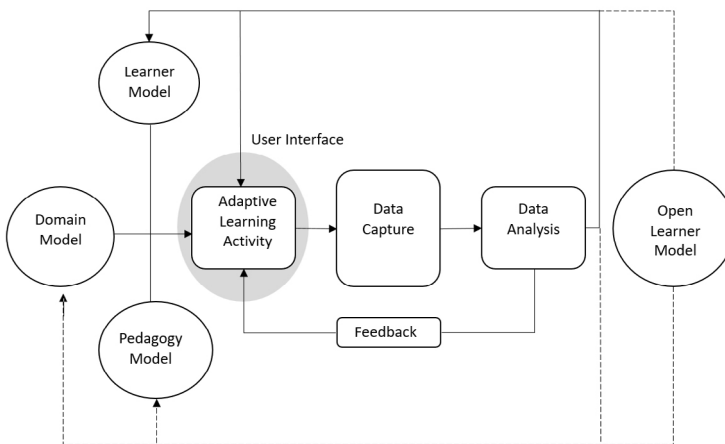 Learner
Model
User Interface
Domain
Model
Adaptive
Learning
Activity
Data
Capture
Data
Analysis
Open
Learner
Model
Pedagogy
Model
Feedback